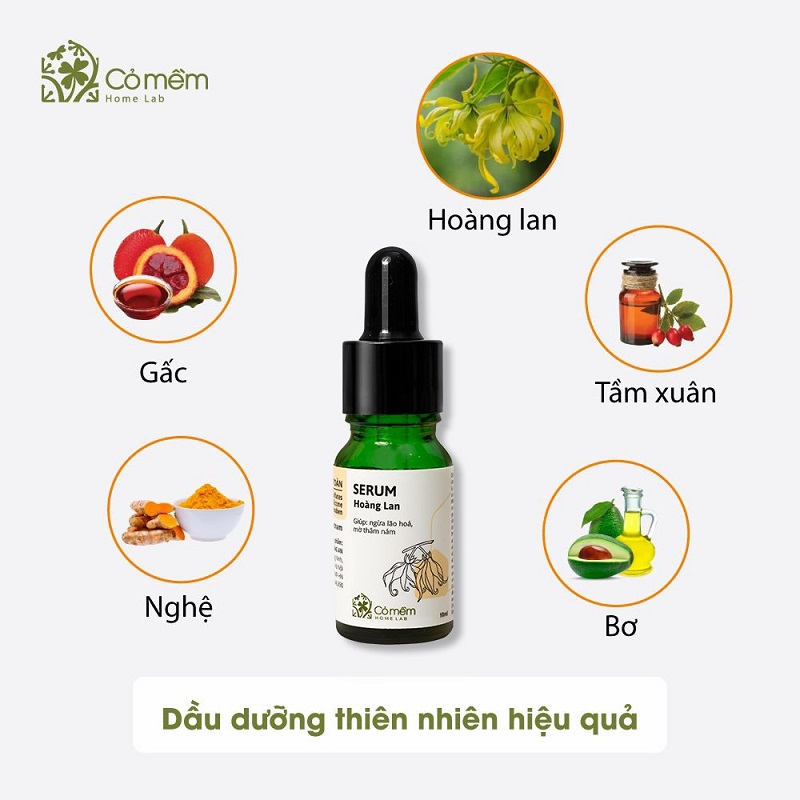 Cỏ mềm
Home Lab
Hoàng lan
Gấc
Tầm xuân
Nghệ
Bơ
SERUM
Hoàng Lan
Giúp: ngừa lão hoá,
mờ thâm nám
Cỏ mềm
HOME LAB
10ml
Dầu dưỡng thiên nhiên hiệu quả